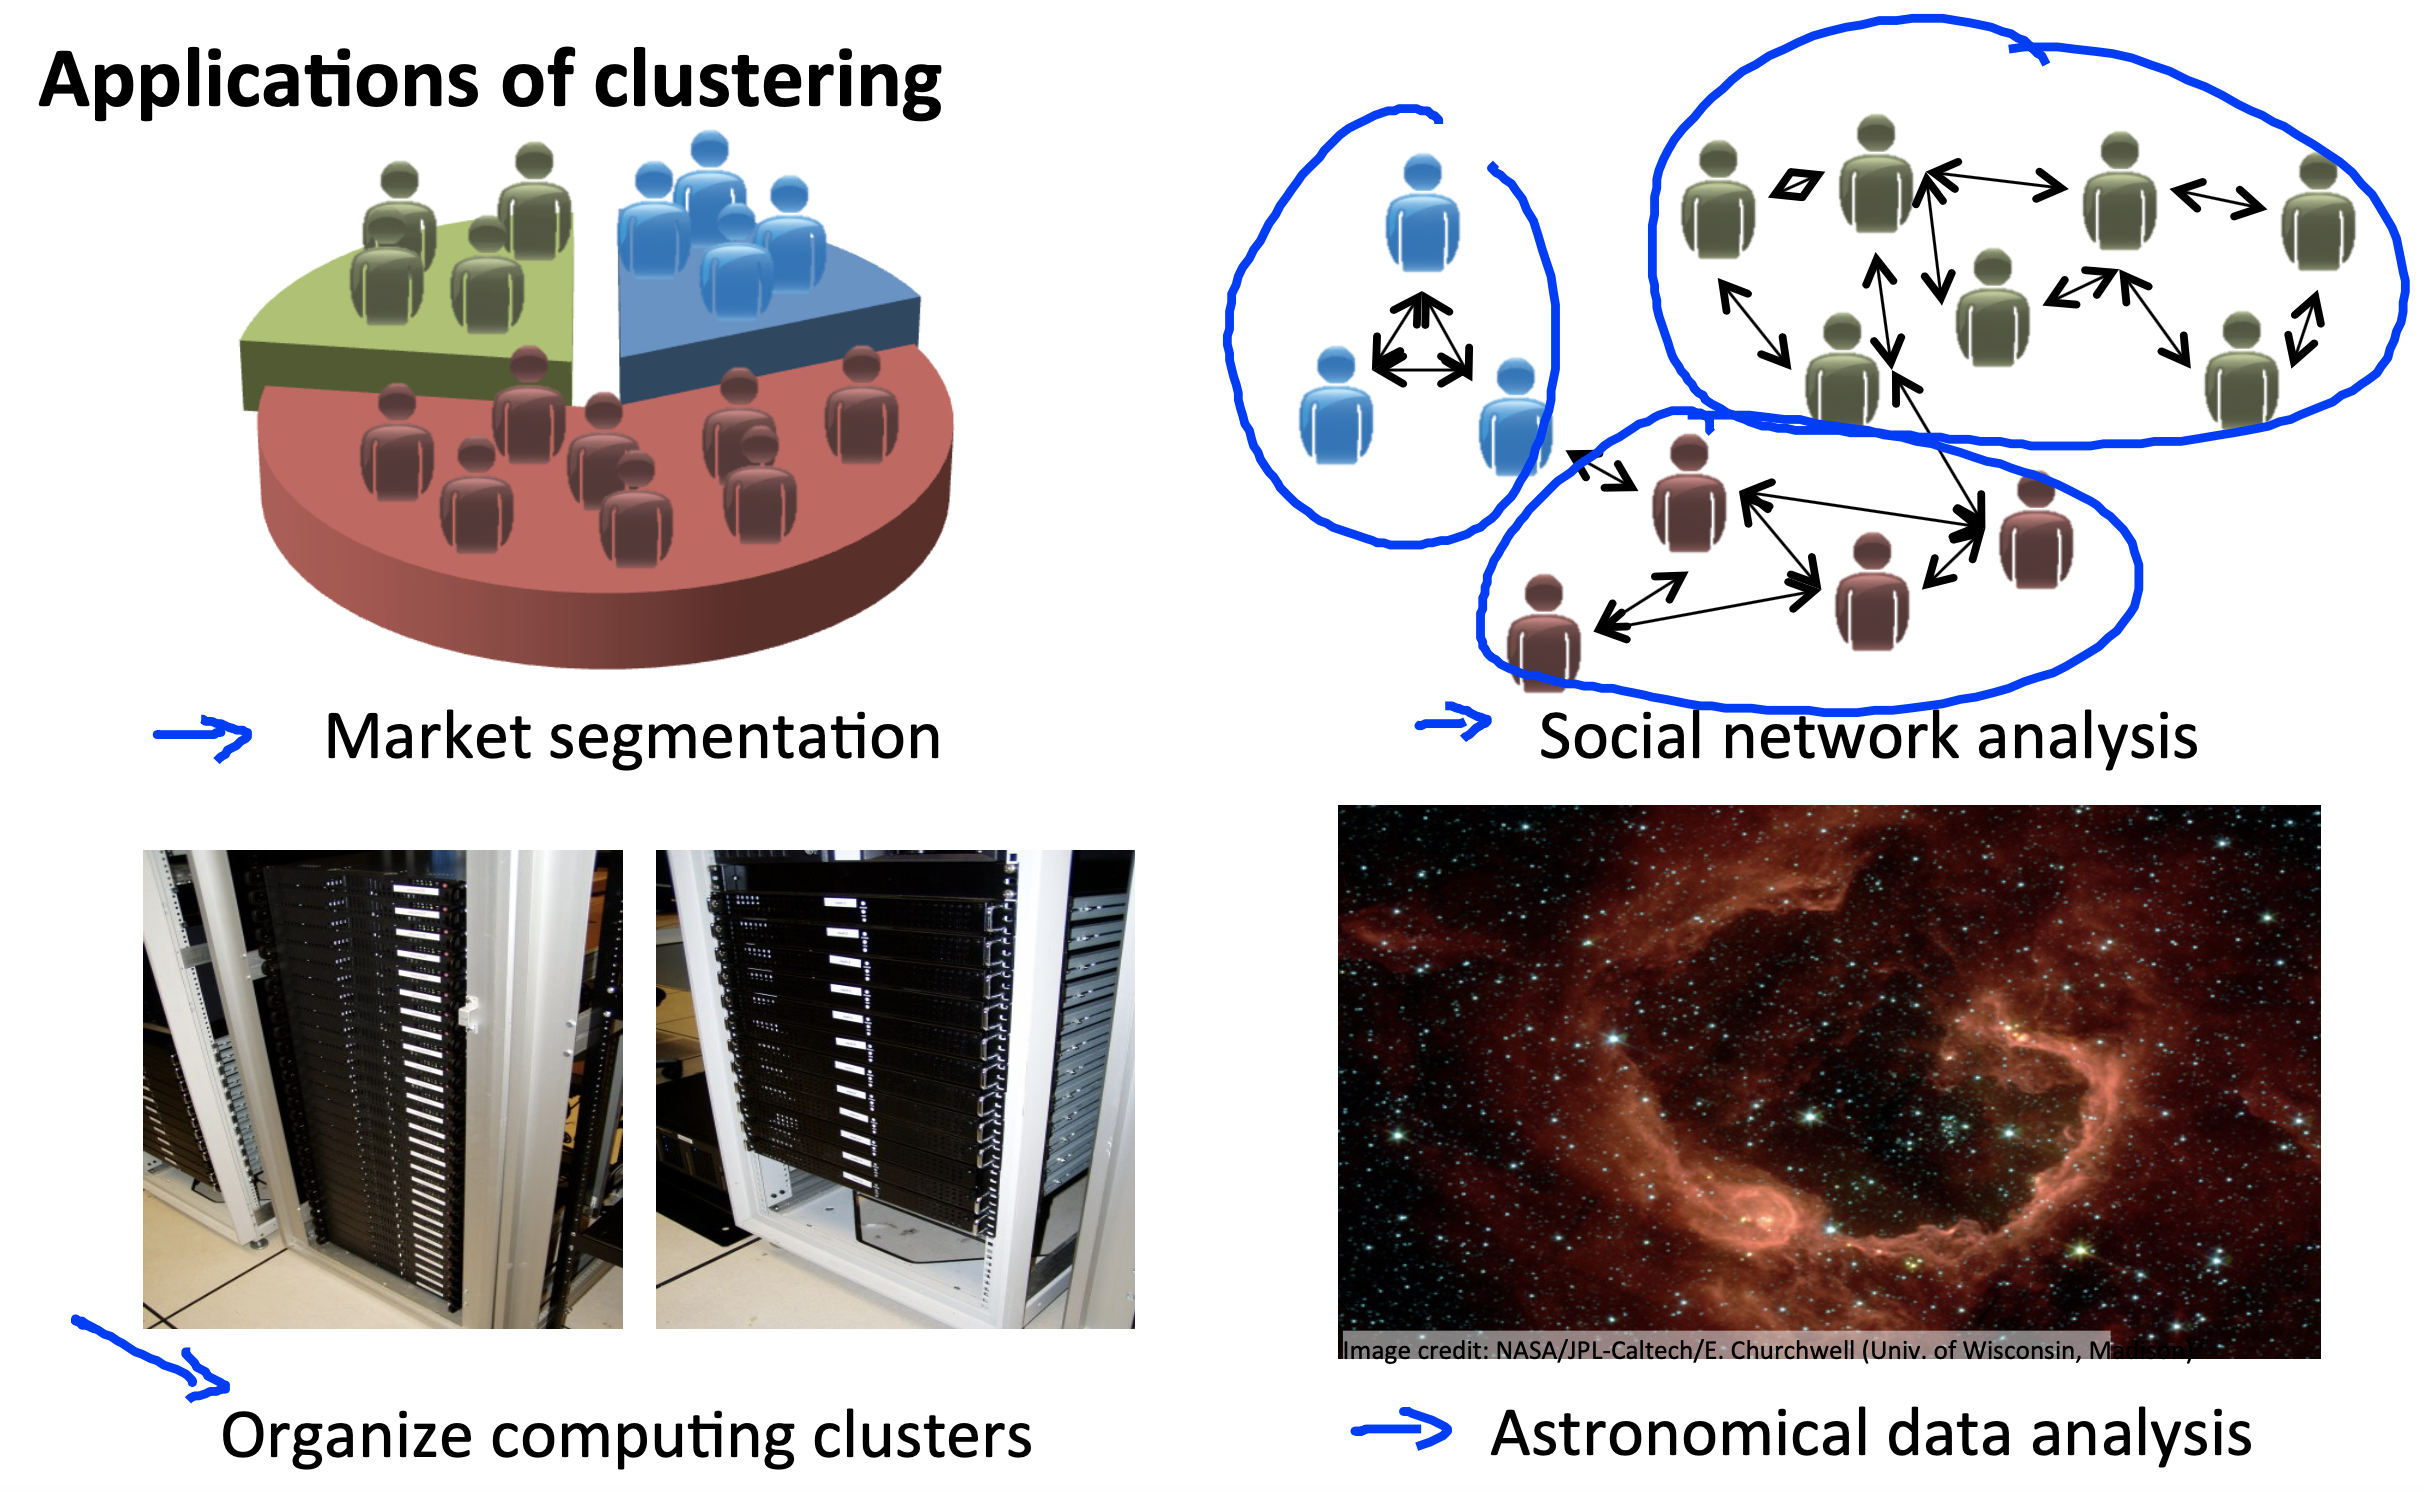 Applications of clustering
Market segmentation
Social network analysis
Image credit: NASA/JPL-Caltech/E. Churchwell (Univ. of Wisconsin, Madison)
Organize computing clusters
Astronomical data analysis